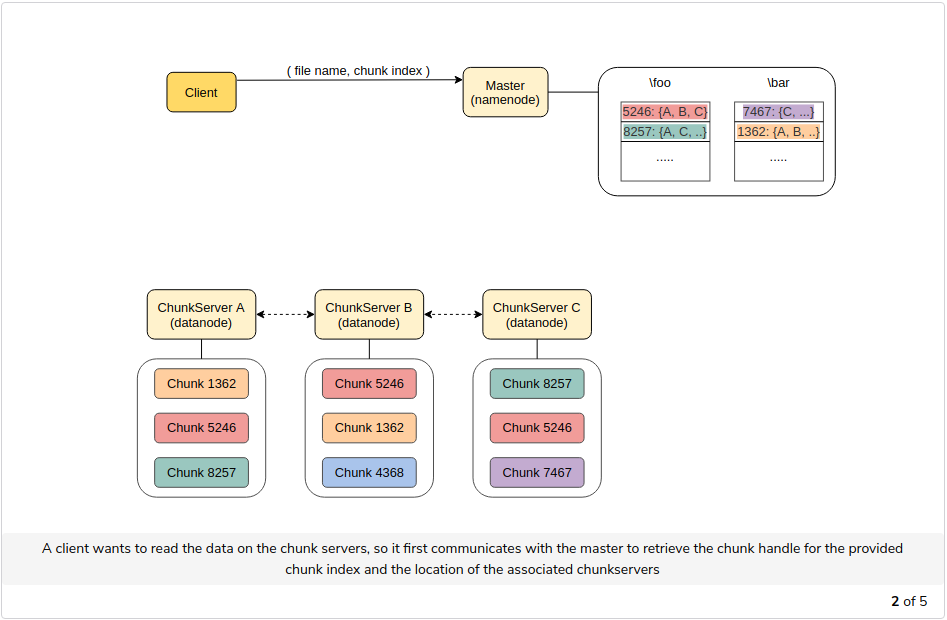 ( file name, chunk index )
Client
Master
(namenode)
\foo
\bar
5246: {A, B, C}
7467: {C, ...}
8257: {A, C, ..}
1362: {A, B, ..}
.....
.....
ChunkServer A
(datanode)
ChunkServer B
(datanode)
ChunkServer C
(datanode)
Chunk 1362
Chunk 5246
Chunk 8257
Chunk 5246
Chunk 1362
Chunk 4368
Chunk 8257
Chunk 5246
Chunk 7467
A client wants to read the data on the chunk servers, so it first communicates with the master to retrieve the chunk handle for the provided
chunk index and the location of the associated chunkservers
2 of 5